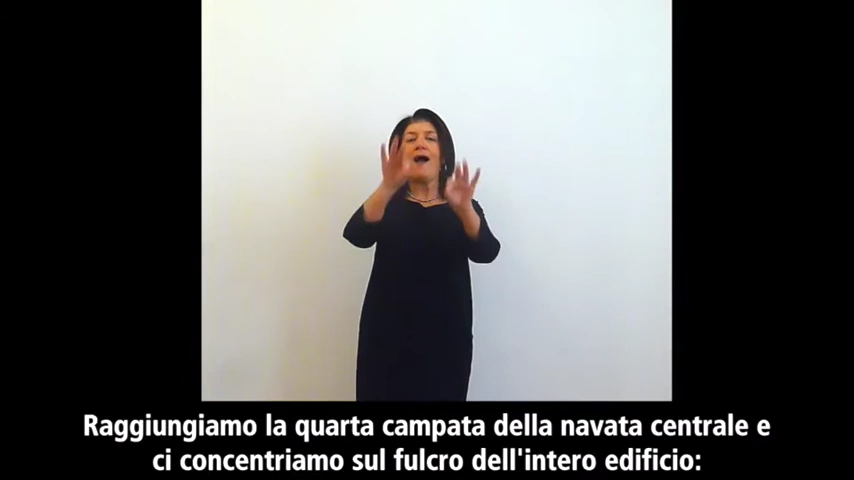 Raggiungiamo la quarta campata della navata centrale e
ci concentriamo sul fulcro dell'intero edificio: